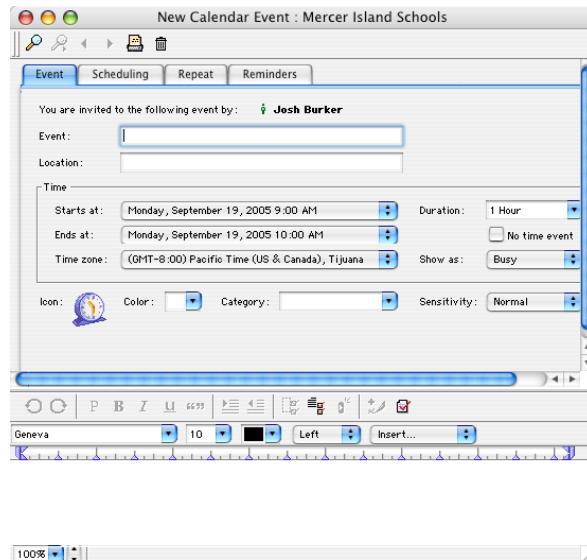 New Calendar Event : Mercer Island Schools
Event Scheduling Repeat Reminders
You are invited to the following event by: Josh Burker
Event:
Location:
Time
Starts at: Monday, September 19, 2005 9:00 AM Duration: 1 Hour
Ends at: Monday, September 19, 2005 10:00 AM No time event
Time zone: (GMT-8:00) Pacific Time (US & Canada), Tijuana Show as: Busy
Icon: Color: Category: Sensitivity: Normal
P B I U
Geneva 10 Left Insert...
100%